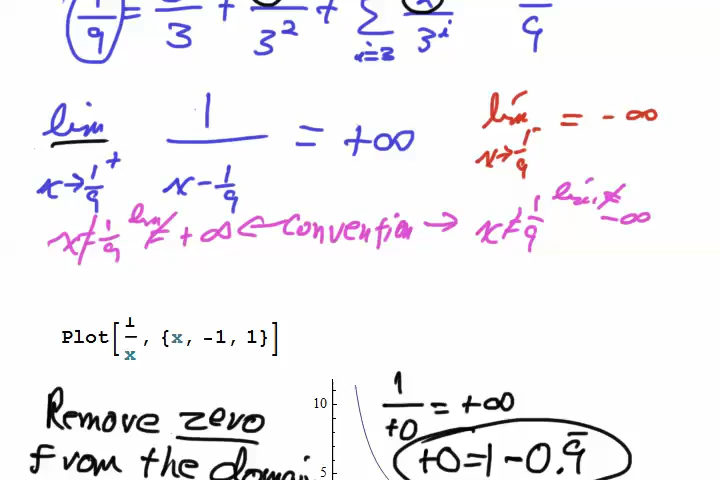 1/9 = /3 + /3² + Σ i=3 /3^i /9
lim x→1/9⁺ 1/(x - 1/9) = +∞
lim x→1/9⁻ = -∞
x≠1/9 lim ≠ +∞ ← convention → x≠1/9 lim ≠ -∞
Plot[1/x, {x, -1, 1}]
Remove zero
from the domain
10
5
1/+0 = +∞
+0=1-0.9̅